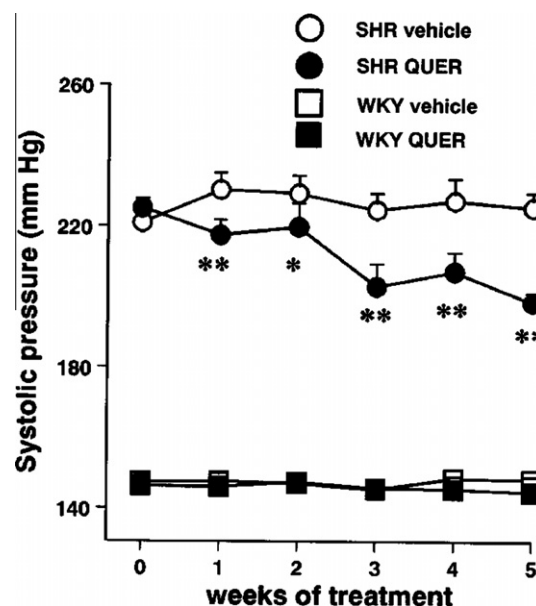 SHR vehicle
SHR QUER
WKY vehicle
WKY QUER
Systolic pressure (mm Hg)
260
220
180
140
** * ** ** **
0 1 2 3 4 5
weeks of treatment